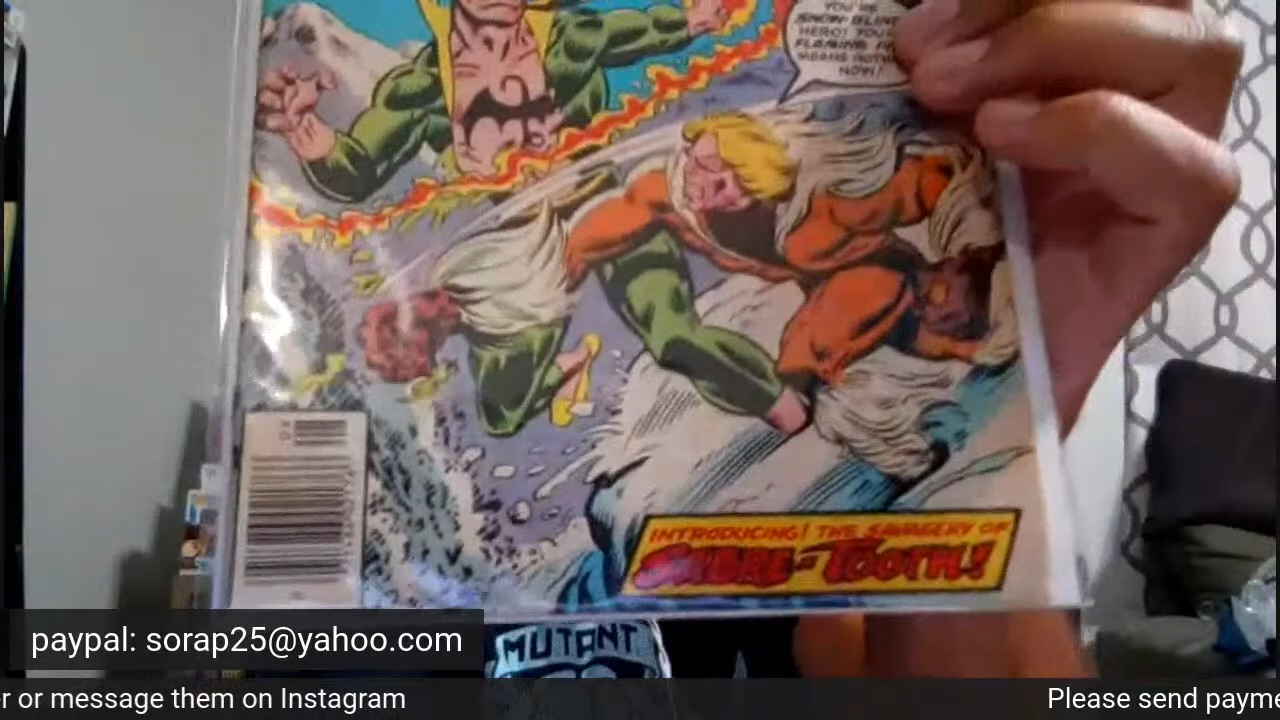 YOU'RE
SNOW-BLIND
HERO! YOUR
FLAMING
MEANS
NOW!
INTRODUCING! THE SAVAGERY OF
SABRE-TOOTH!
paypal: sorap25@yahoo.com
MUTANT
er or message them on Instagram
Please send payme